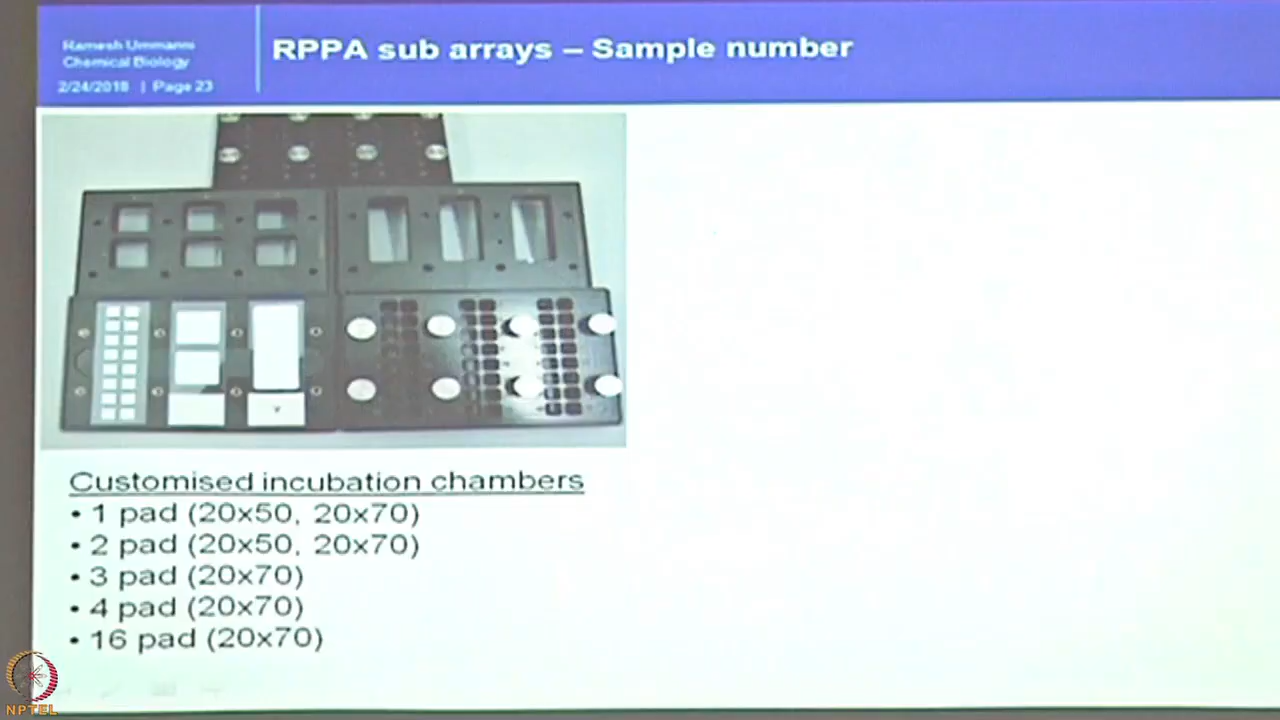 Ramesh Ummanni
Chemical Biology
2/24/2018 | Page 23
RPPA sub arrays – Sample number
Customised incubation chambers
• 1 pad (20x50, 20x70)
• 2 pad (20x50, 20x70)
• 3 pad (20x70)
• 4 pad (20x70)
• 16 pad (20x70)
NPTEL